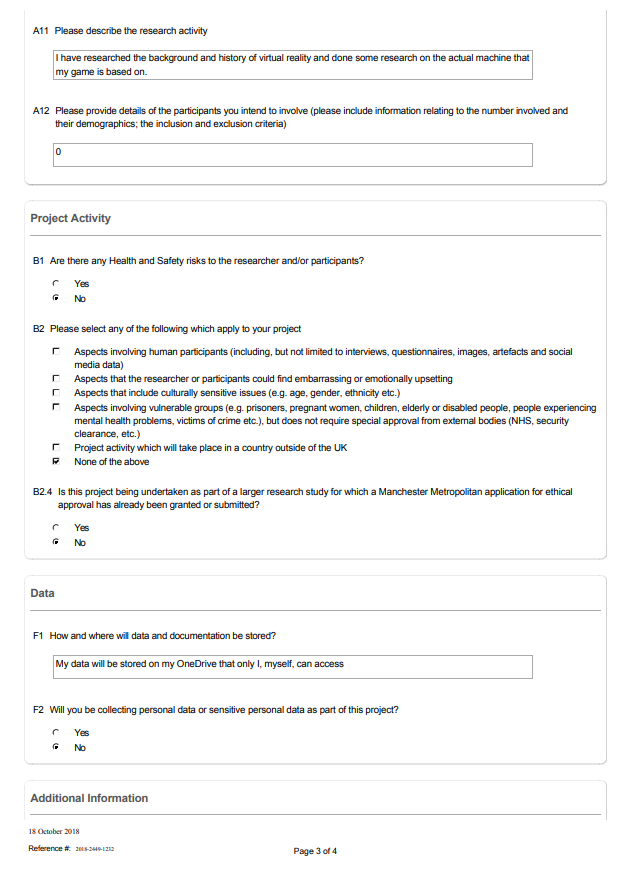 A11 Please describe the research activity
I have researched the background and history of virtual reality and done some research on the actual machine that
my game is based on.
A12 Please provide details of the participants you intend to involve (please include information relating to the number involved and
their demographics; the inclusion and exclusion criteria)
0
Project Activity
B1 Are there any Health and Safety risks to the researcher and/or participants?
Yes
No
B2 Please select any of the following which apply to your project
Aspects involving human participants (including, but not limited to interviews, questionnaires, images, artefacts and social
media data)
Aspects that the researcher or participants could find embarrassing or emotionally upsetting
Aspects that include culturally sensitive issues (e.g. age, gender, ethnicity etc.)
Aspects involving vulnerable groups (e.g. prisoners, pregnant women, children, elderly or disabled people, people experiencing
mental health problems, victims of crime etc.), but does not require special approval from external bodies (NHS, security
clearance, etc.)
Project activity which will take place in a country outside of the UK
None of the above
B2.4 Is this project being undertaken as part of a larger research study for which a Manchester Metropolitan application for ethical
approval has already been granted or submitted?
Yes
No
Data
F1 How and where will data and documentation be stored?
My data will be stored on my OneDrive that only I, myself, can access
F2 Will you be collecting personal data or sensitive personal data as part of this project?
Yes
No
Additional Information
18 October 2018
Reference #: 2018-2449-1232
Page 3 of 4